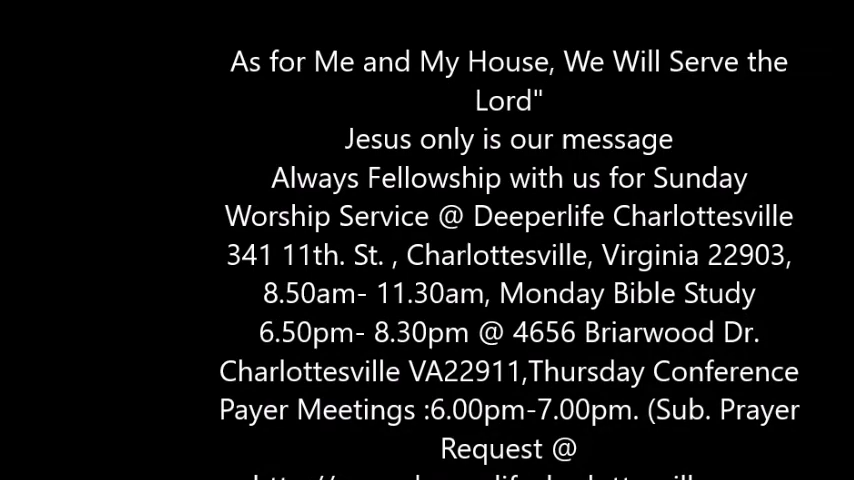 As for Me and My House, We Will Serve the
Lord"
Jesus only is our message
Always Fellowship with us for Sunday
Worship Service @ Deeperlife Charlottesville
341 11th. St. , Charlottesville, Virginia 22903,
8.50am- 11.30am, Monday Bible Study
6.50pm- 8.30pm @ 4656 Briarwood Dr.
Charlottesville VA22911,Thursday Conference
Payer Meetings :6.00pm-7.00pm. (Sub. Prayer
Request @